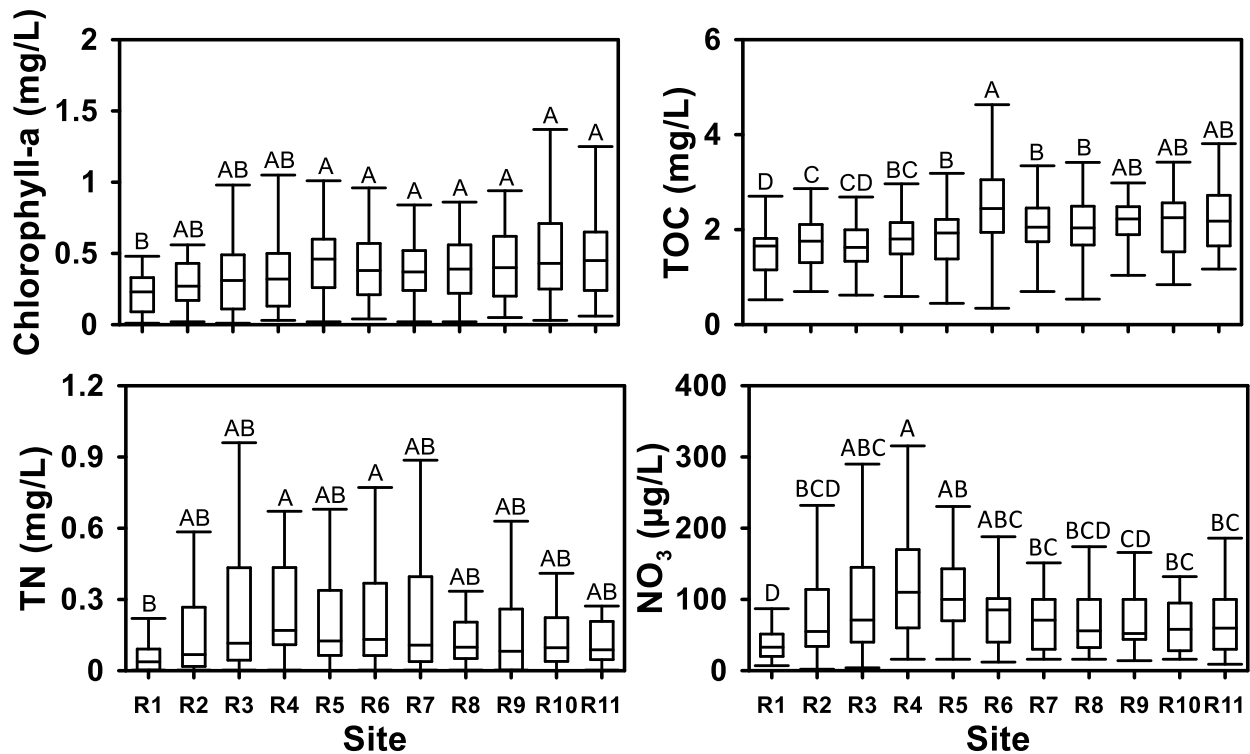 Chlorophyll-a (mg/L)
2
1.5
1
0.5
0
B AB AB AB A A A A A A A
TOC (mg/L)
6
4
2
0
D C CD BC B A B B AB AB AB
TN (mg/L)
1.2
0.9
0.6
0.3
0
B AB AB A AB A AB AB AB AB AB
R1 R2 R3 R4 R5 R6 R7 R8 R9 R10 R11
Site
NO3 (µg/L)
400
300
200
100
0
D BCD ABC A AB ABC BC BCD CD BC BC
R1 R2 R3 R4 R5 R6 R7 R8 R9 R10 R11
Site